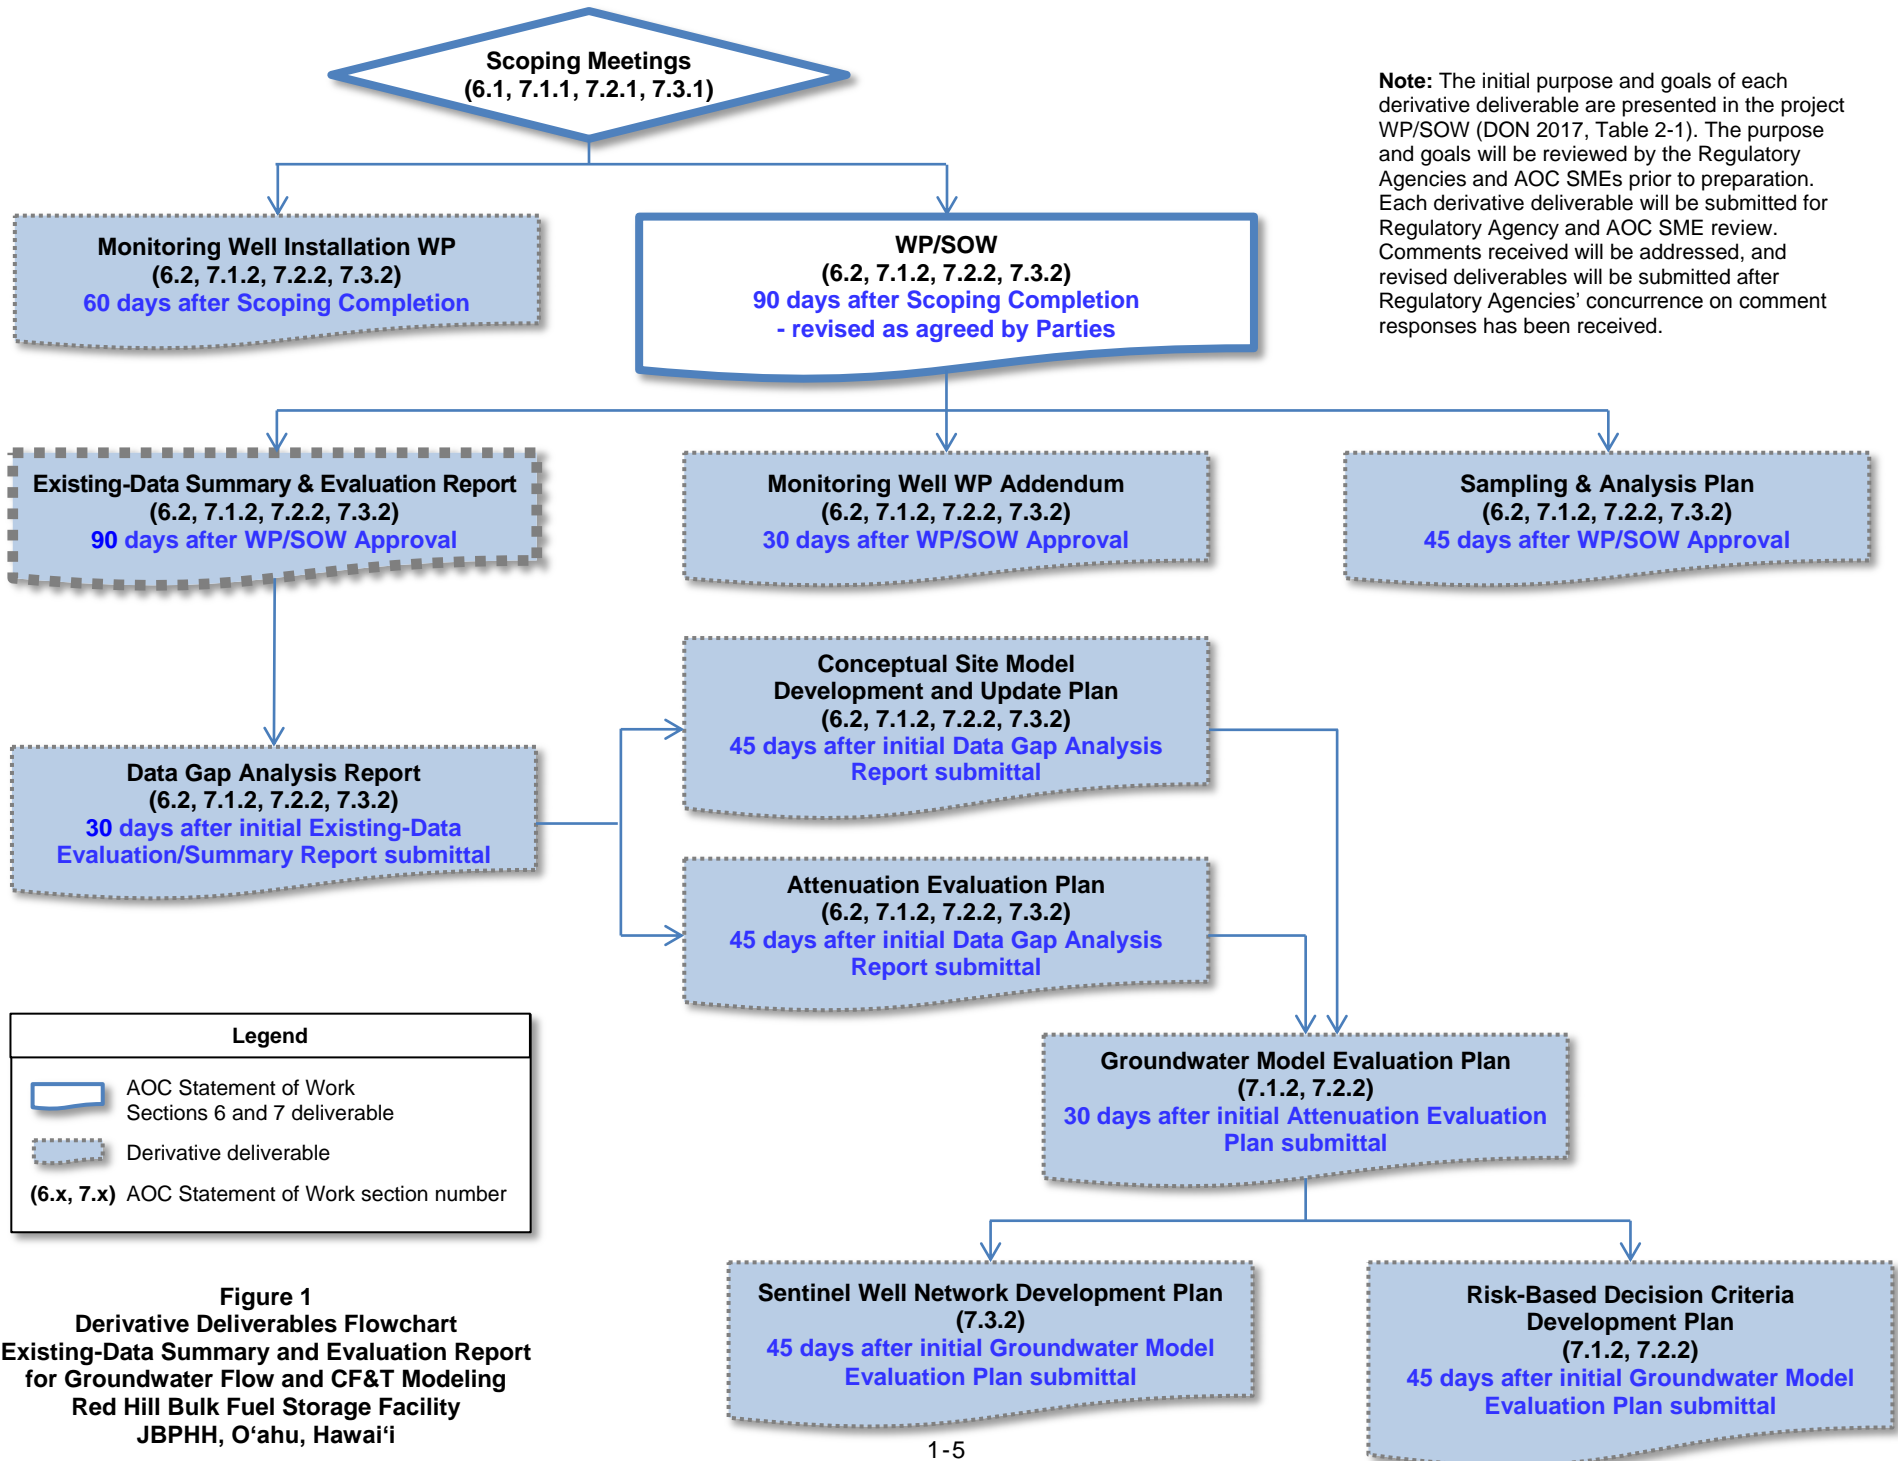 Scoping Meetings
(6.1, 7.1.1, 7.2.1, 7.3.1)
Note: The initial purpose and goals of each
derivative deliverable are presented in the project
WP/SOW (DON 2017, Table 2-1). The purpose
and goals will be reviewed by the Regulatory
Agencies and AOC SMEs prior to preparation.
Each derivative deliverable will be submitted for
Regulatory Agency and AOC SME review.
Comments received will be addressed, and
revised deliverables will be submitted after
Regulatory Agencies’ concurrence on comment
responses has been received.
Monitoring Well Installation WP
(6.2, 7.1.2, 7.2.2, 7.3.2)
60 days after Scoping Completion
WP/SOW
(6.2, 7.1.2, 7.2.2, 7.3.2)
90 days after Scoping Completion
- revised as agreed by Parties
Existing-Data Summary & Evaluation Report
(6.2, 7.1.2, 7.2.2, 7.3.2)
90 days after WP/SOW Approval
Monitoring Well WP Addendum
(6.2, 7.1.2, 7.2.2, 7.3.2)
30 days after WP/SOW Approval
Sampling & Analysis Plan
(6.2, 7.1.2, 7.2.2, 7.3.2)
45 days after WP/SOW Approval
Conceptual Site Model
Development and Update Plan
(6.2, 7.1.2, 7.2.2, 7.3.2)
45 days after initial Data Gap Analysis
Report submittal
Data Gap Analysis Report
(6.2, 7.1.2, 7.2.2, 7.3.2)
30 days after initial Existing-Data
Evaluation/Summary Report submittal
Attenuation Evaluation Plan
(6.2, 7.1.2, 7.2.2, 7.3.2)
45 days after initial Data Gap Analysis
Report submittal
Groundwater Model Evaluation Plan
(7.1.2, 7.2.2)
30 days after initial Attenuation Evaluation
Plan submittal
Legend
AOC Statement of Work
Sections 6 and 7 deliverable
Derivative deliverable
(6.x, 7.x) AOC Statement of Work section number
Sentinel Well Network Development Plan
(7.3.2)
45 days after initial Groundwater Model
Evaluation Plan submittal
Risk-Based Decision Criteria
Development Plan
(7.1.2, 7.2.2)
45 days after initial Groundwater Model
Evaluation Plan submittal
Figure 1
Derivative Deliverables Flowchart
Existing-Data Summary and Evaluation Report
for Groundwater Flow and CF&T Modeling
Red Hill Bulk Fuel Storage Facility
JBPHH, Oʻahu, Hawaiʻi
1-5